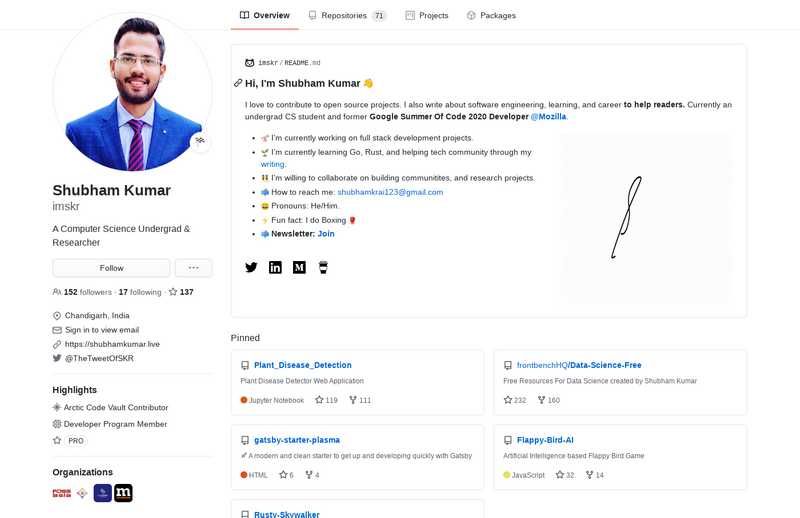 Overview
Repositories 71
Projects
Packages
Shubham Kumar
imskr
A Computer Science Undergrad &
Researcher
Follow
152 followers · 17 following · 137
Chandigarh, India
Sign in to view email
https://shubhamkumar.live
@TheTweetOfSKR
Highlights
Arctic Code Vault Contributor
Developer Program Member
PRO
Organizations
imskr / README.md
Hi, I'm Shubham Kumar 👋
I love to contribute to open source projects. I also write about software engineering, learning, and career to help readers. Currently an
undergrad CS student and former Google Summer Of Code 2020 Developer @Mozilla.
I'm currently working on full stack development projects.
I'm currently learning Go, Rust, and helping tech community through my
writing.
I'm willing to collaborate on building communitites, and research projects.
How to reach me: shubhamkrai123@gmail.com
Pronouns: He/Him.
Fun fact: I do Boxing 🥊
Newsletter: Join
Pinned
Plant_Disease_Detection
Plant Disease Detector Web Application
Jupyter Notebook 119 111
frontbenchHQ/Data-Science-Free
Free Resources For Data Science created by Shubham Kumar
232 160
gatsby-starter-plasma
A modern and clean starter to get up and developing quickly with Gatsby
HTML 6 4
Flappy-Bird-AI
Artificial Intelligence based Flappy Bird Game
JavaScript 32 14
Rusty-Skywalker